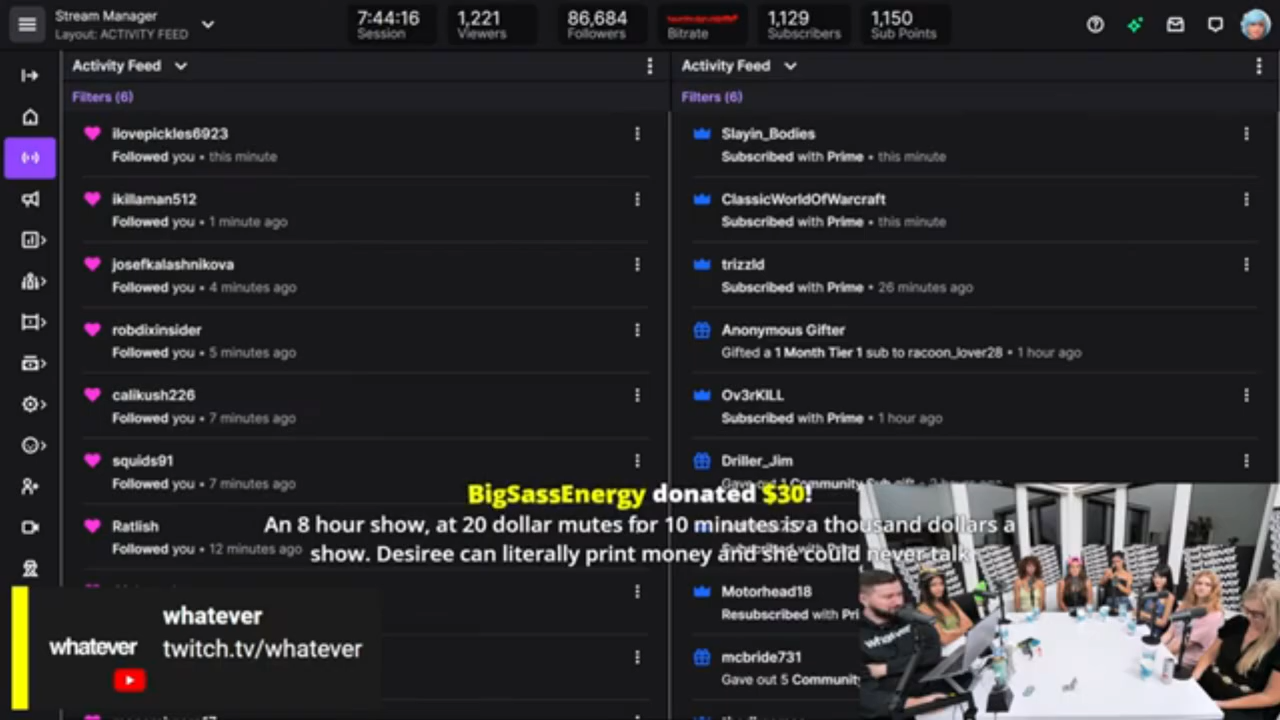 Stream Manager
Layout: ACTIVITY FEED
7:44:16
Session
1,221
Viewers
86,684
Followers
Bitrate
1,129
Subscribers
1,150
Sub Points
Activity Feed
Filters (6)
ilovepickles6923
Followed you • this minute
ikillaman512
Followed you • 1 minute ago
josefkalashnikova
Followed you • 4 minutes ago
robdixinsider
Followed you • 5 minutes ago
calikush226
Followed you • 7 minutes ago
squids91
Followed you • 7 minutes ago
Ratlish
Followed you • 12 minutes ago
Activity Feed
Filters (6)
Slayin_Bodies
Subscribed with Prime • this minute
ClassicWorldOfWarcraft
Subscribed with Prime • this minute
trizzld
Subscribed with Prime • 26 minutes ago
Anonymous Gifter
Gifted a 1 Month Tier 1 sub to racoon_lover28 • 1 hour ago
Ov3rKILL
Subscribed with Prime • 1 hour ago
Driller_Jim
Gave out 1 Community
Motorhead18
Resubscribed with Pri
mcbride731
Gave out 5 Community
BigSassEnergy donated $30!
An 8 hour show, at 20 dollar mutes for 10 minutes is a thousand dollars a
show. Desiree can literally print money and she could never talk
whatever
whatever
twitch.tv/whatever